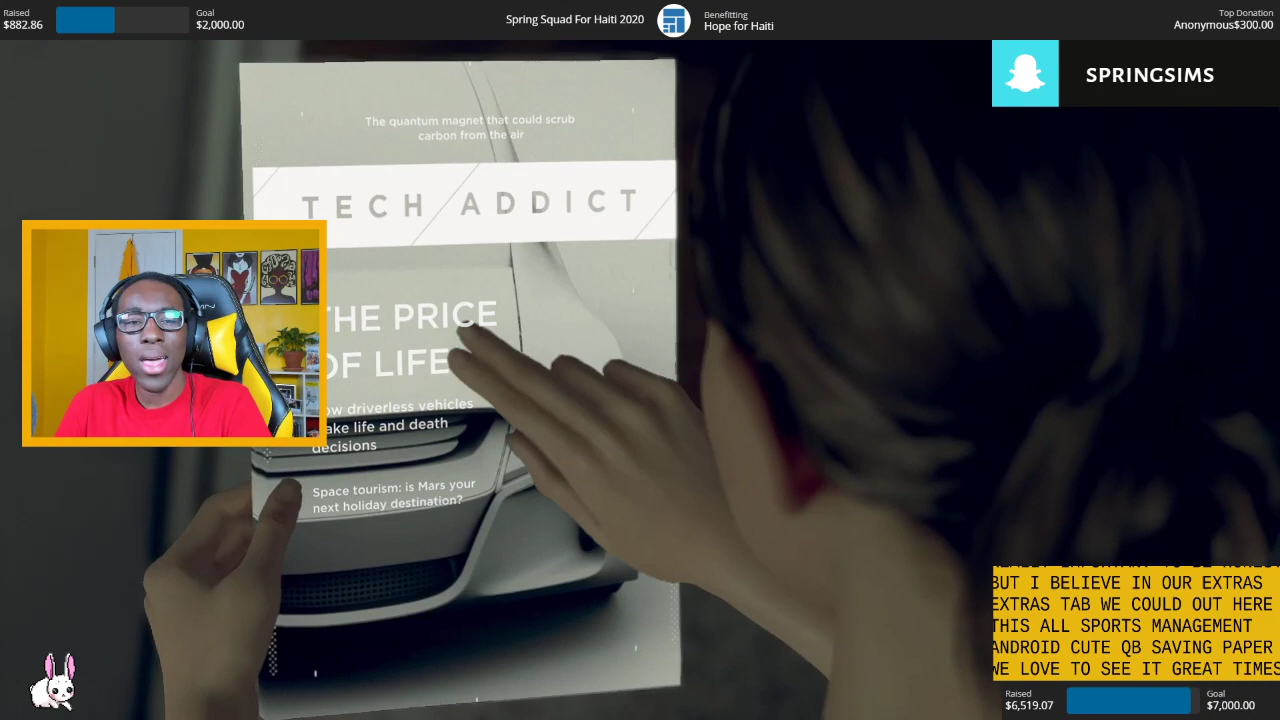 Raised
$882.86
Goal
$2,000.00
Spring Squad For Haiti 2020
Benefitting
Hope for Haiti
Top Donation
Anonymous$300.00
SPRINGSIMS
The quantum magnet that could scrub
carbon from the air
TECH ADDICT
THE PRICE
OF LIFE
ow driverless vehicles
ake life and death
decisions
Space tourism: is Mars your
next holiday destination?
BUT I BELIEVE IN OUR EXTRAS
EXTRAS TAB WE COULD OUT HERE
THIS ALL SPORTS MANAGEMENT
ANDROID CUTE QB SAVING PAPER
WE LOVE TO SEE IT GREAT TIMES
Raised
$6,519.07
Goal
$7,000.00